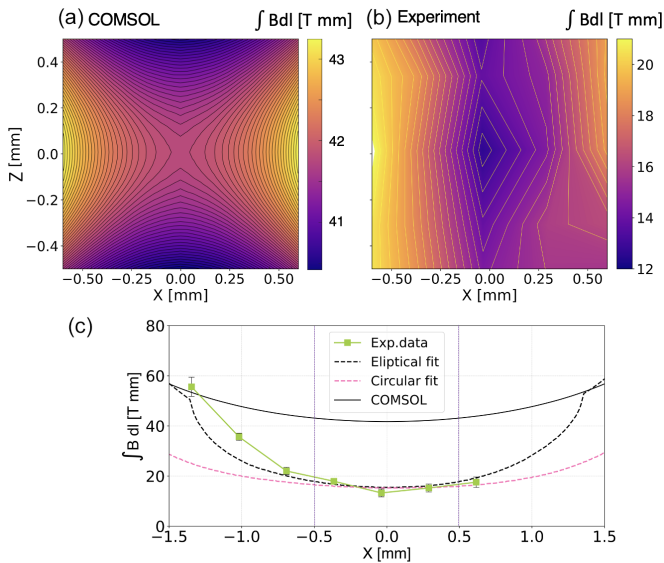 (a) COMSOL
∫ Bdl [T mm]
(b) Experiment
∫ Bdl [T mm]
0.4
0.2
0.0
−0.2
−0.4
Z [mm]
−0.50 −0.25 0.00 0.25 0.50
X [mm]
43
42
41
−0.50 −0.25 0.00 0.25 0.50
X [mm]
20
18
16
14
12
(c)
80
60
40
20
0
∫ B dl [T mm]
Exp.data
Eliptical fit
Circular fit
COMSOL
−1.5 −1.0 −0.5 0.0 0.5 1.0 1.5
X [mm]